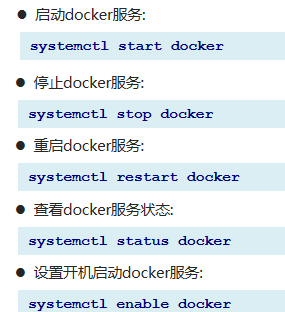 ● 启动docker服务:
systemctl start docker
● 停止docker服务:
systemctl stop docker
● 重启docker服务:
systemctl restart docker
● 查看docker服务状态:
systemctl status docker
● 设置开机启动docker服务:
systemctl enable docker